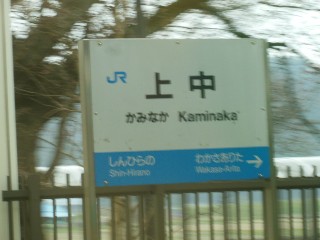 JR
上中
かみなか Kaminaka
しんひらの わかさありた →
Shin-Hirano Wakasa-Arita